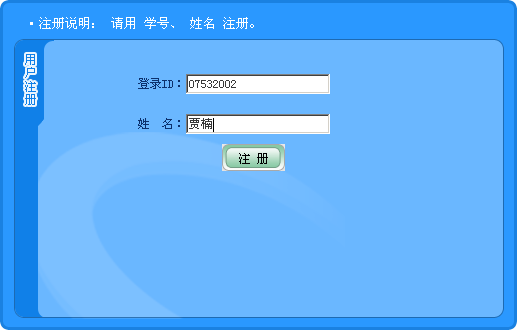 • 注册说明： 请用 学号、 姓名 注册。
用户注册
登录ID：07532002
姓 名：贾楠
注 册